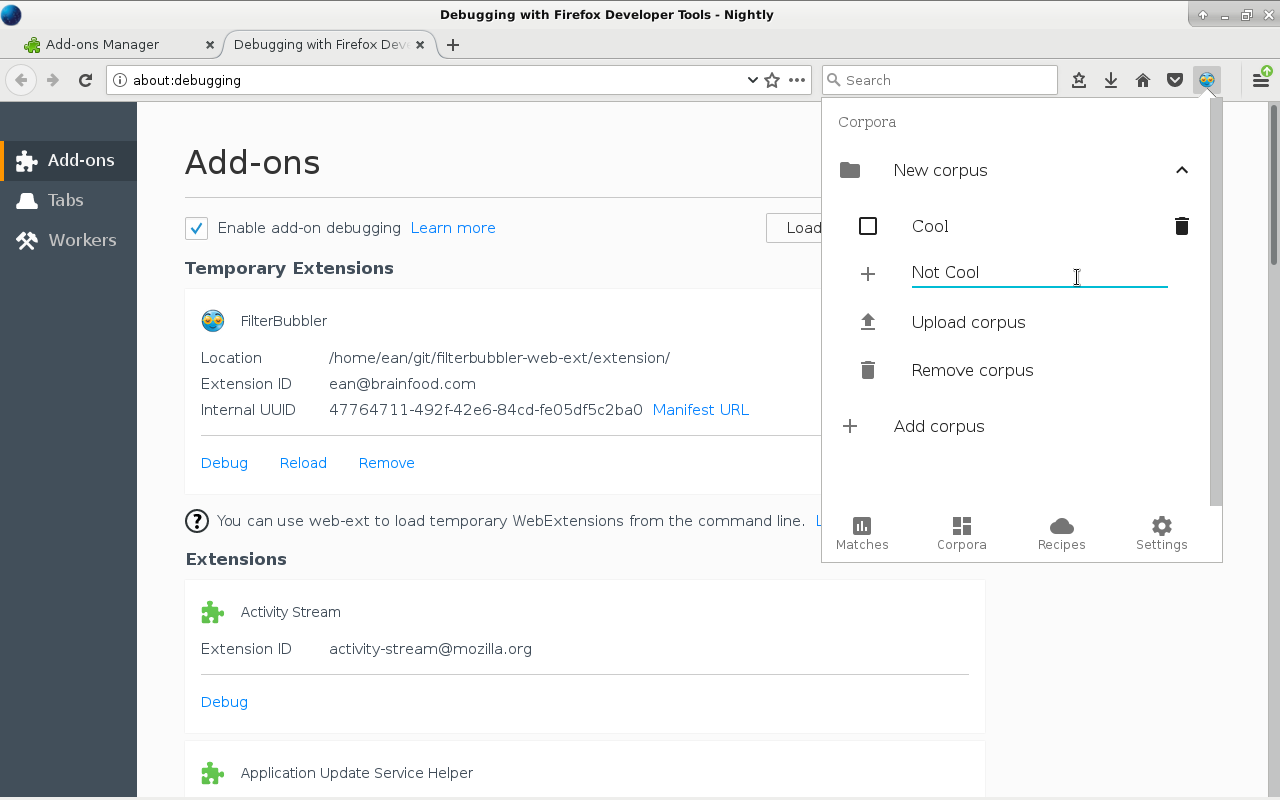 Debugging with Firefox Developer Tools - Nightly
Add-ons Manager
Debugging with Firefox Dev
about:debugging
Search
Add-ons
Tabs
Workers
Add-ons
Enable add-on debugging Learn more
Load
Temporary Extensions
FilterBubbler
Location /home/ean/git/filterbubbler-web-ext/extension/
Extension ID ean@brainfood.com
Internal UUID 47764711-492f-42e6-84cd-fe05df5c2ba0 Manifest URL
Debug Reload Remove
You can use web-ext to load temporary WebExtensions from the command line. L
Extensions
Activity Stream
Extension ID activity-stream@mozilla.org
Debug
Application Update Service Helper
Corpora
New corpus
Cool
Not Cool
Upload corpus
Remove corpus
Add corpus
Matches Corpora Recipes Settings